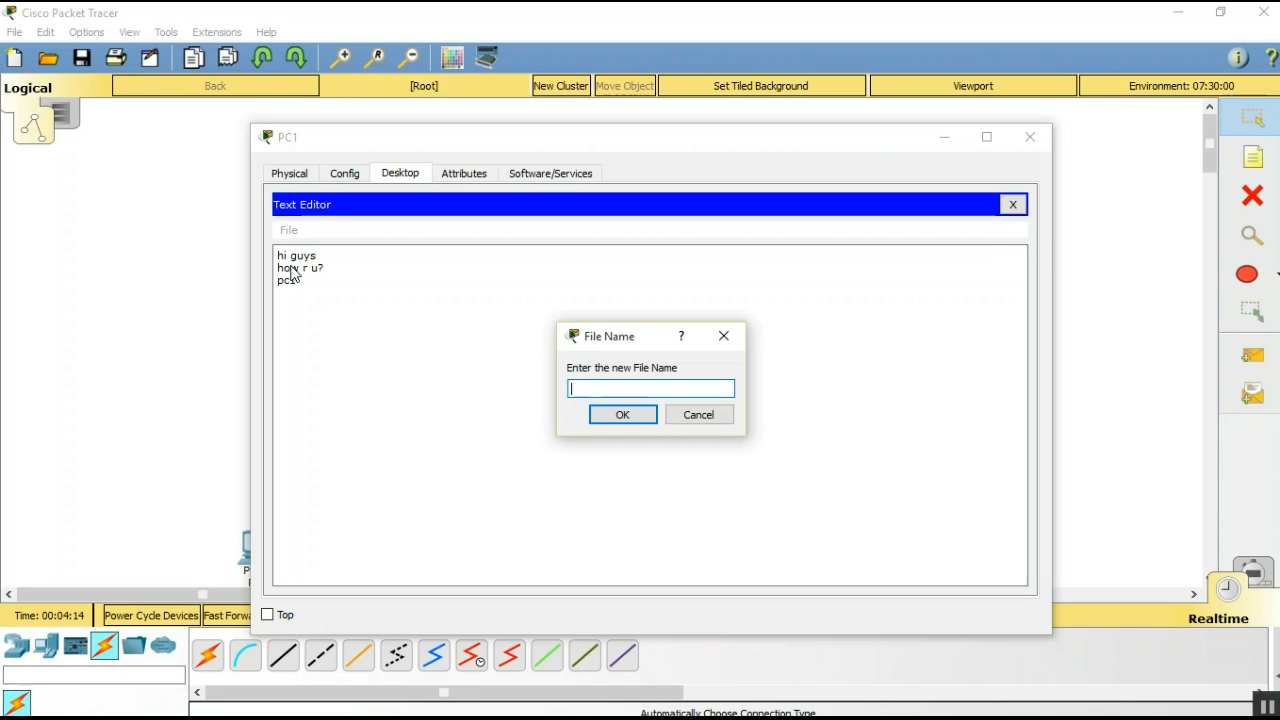 Cisco Packet Tracer
File Edit Options View Tools Extensions Help
Logical Back [Root] New Cluster Move Object Set Tiled Background Viewport Environment: 07:30:00
PC1
Physical Config Desktop Attributes Software/Services
Text Editor X
File
hi guys
how r u?
File Name ?
Enter the new File Name
OK Cancel
Top
Time: 00:04:14 Power Cycle Devices Realtime
Automatically Choose Connection Type